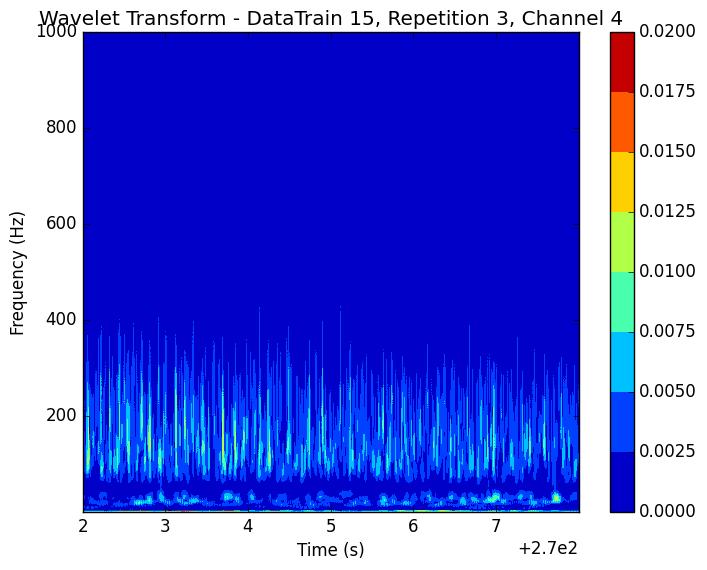 Wavelet Transform - DataTrain 15, Repetition 3, Channel 4
1000
800
600
400
200
Frequency (Hz)
2 3 4 5 6 7
Time (s)
+2.7e2
0.0200
0.0175
0.0150
0.0125
0.0100
0.0075
0.0050
0.0025
0.0000